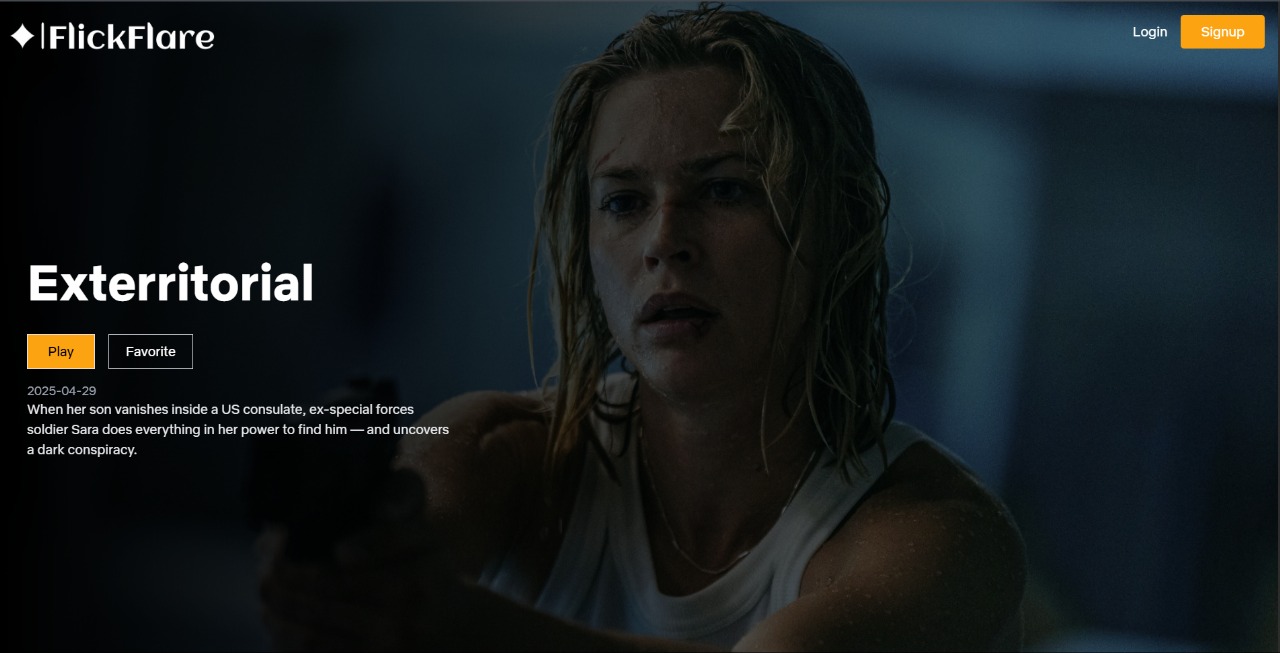 FlickFlare
Login
Signup
Exterritorial
Play
Favorite
2025-04-29
When her son vanishes inside a US consulate, ex-special forces
soldier Sara does everything in her power to find him — and uncovers
a dark conspiracy.